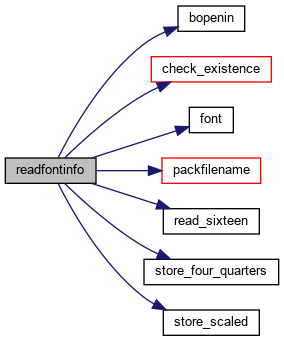 bopenin
check_existence
font
readfontinfo
packfilename
read_sixteen
store_four_quarters
store_scaled